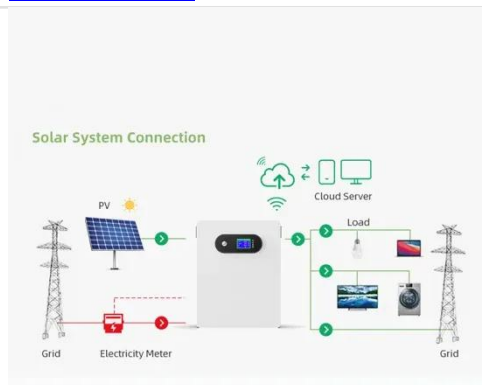 Solar System Connection
Cloud Server
PV
Load
Grid
Electricity Meter
Grid